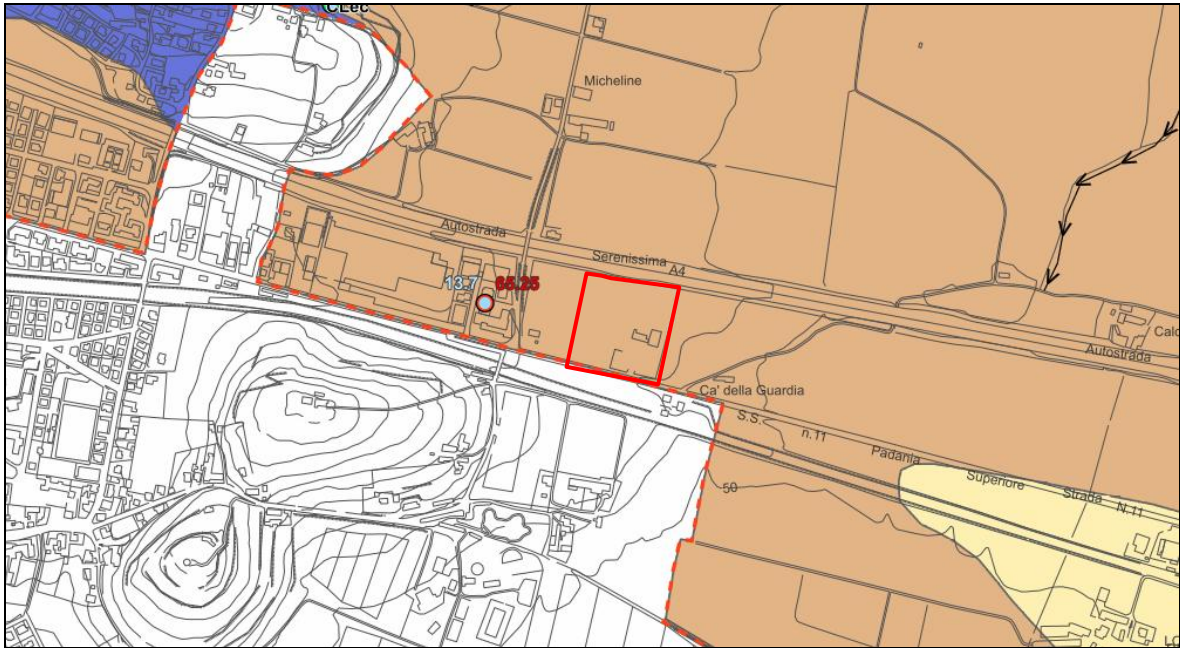 CLec
Micheline
Autostrada
Serenissima
A4
13.7 65.25
Autostrada
Ca' della Guardia
S.S. n.11
Padania
Superiore
Strada N.11
50